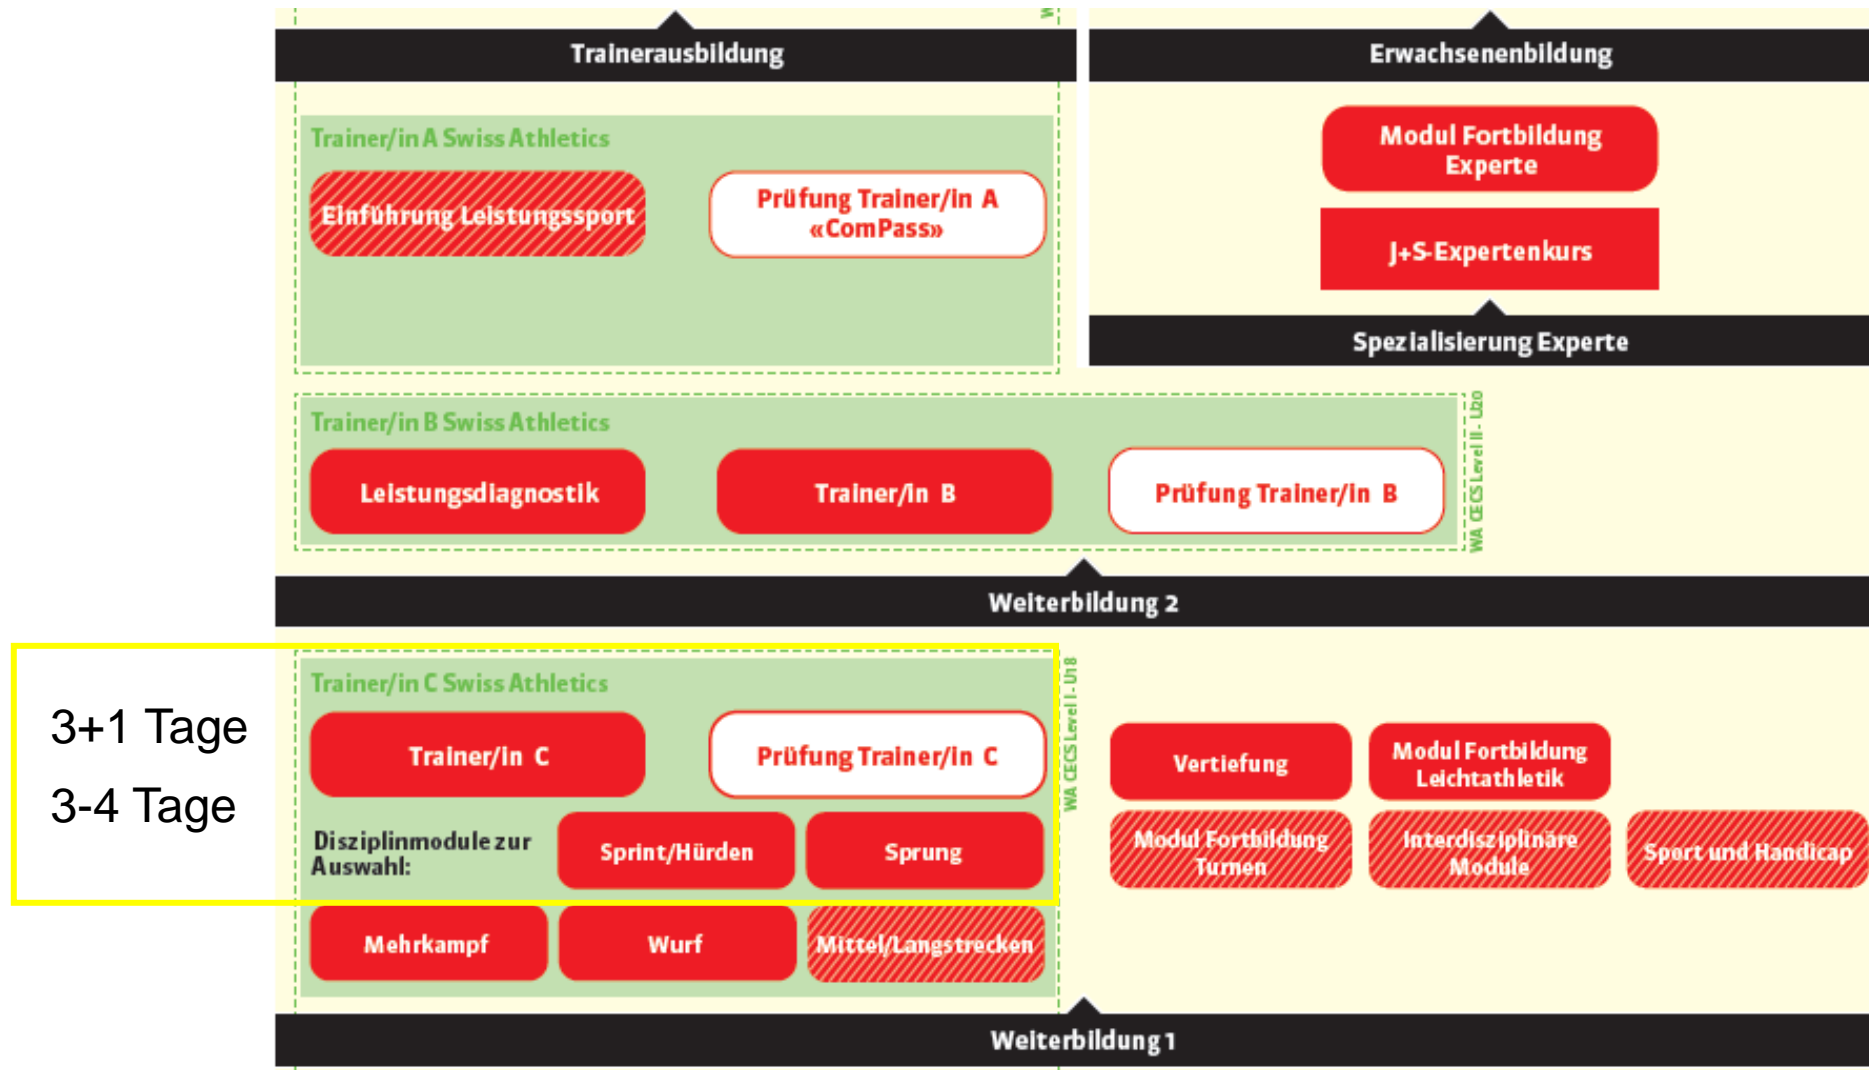 Trainerausbildung
Erwachsenenbildung
Trainer/in A Swiss Athletics
Einführung Leistungssport
Prüfung Trainer/in A
«ComPass»
Modul Fortbildung
Experte
J+S-Expertenkurs
Spezialisierung Experte
Trainer/in B Swiss Athletics
Leistungsdiagnostik
Trainer/in B
Prüfung Trainer/in B
WA CECS Level II - U20
Weiterbildung 2
3+1 Tage
3-4 Tage
Trainer/in C Swiss Athletics
Trainer/in C
Prüfung Trainer/in C
WA CECS Level I - U18
Disziplinmodule zur
Auswahl:
Sprint/Hürden
Sprung
Mehrkampf
Wurf
Mittel/Langstrecken
Vertiefung
Modul Fortbildung
Leichtathletik
Modul Fortbildung
Turnen
Interdisziplinäre
Module
Sport und Handicap
Weiterbildung 1